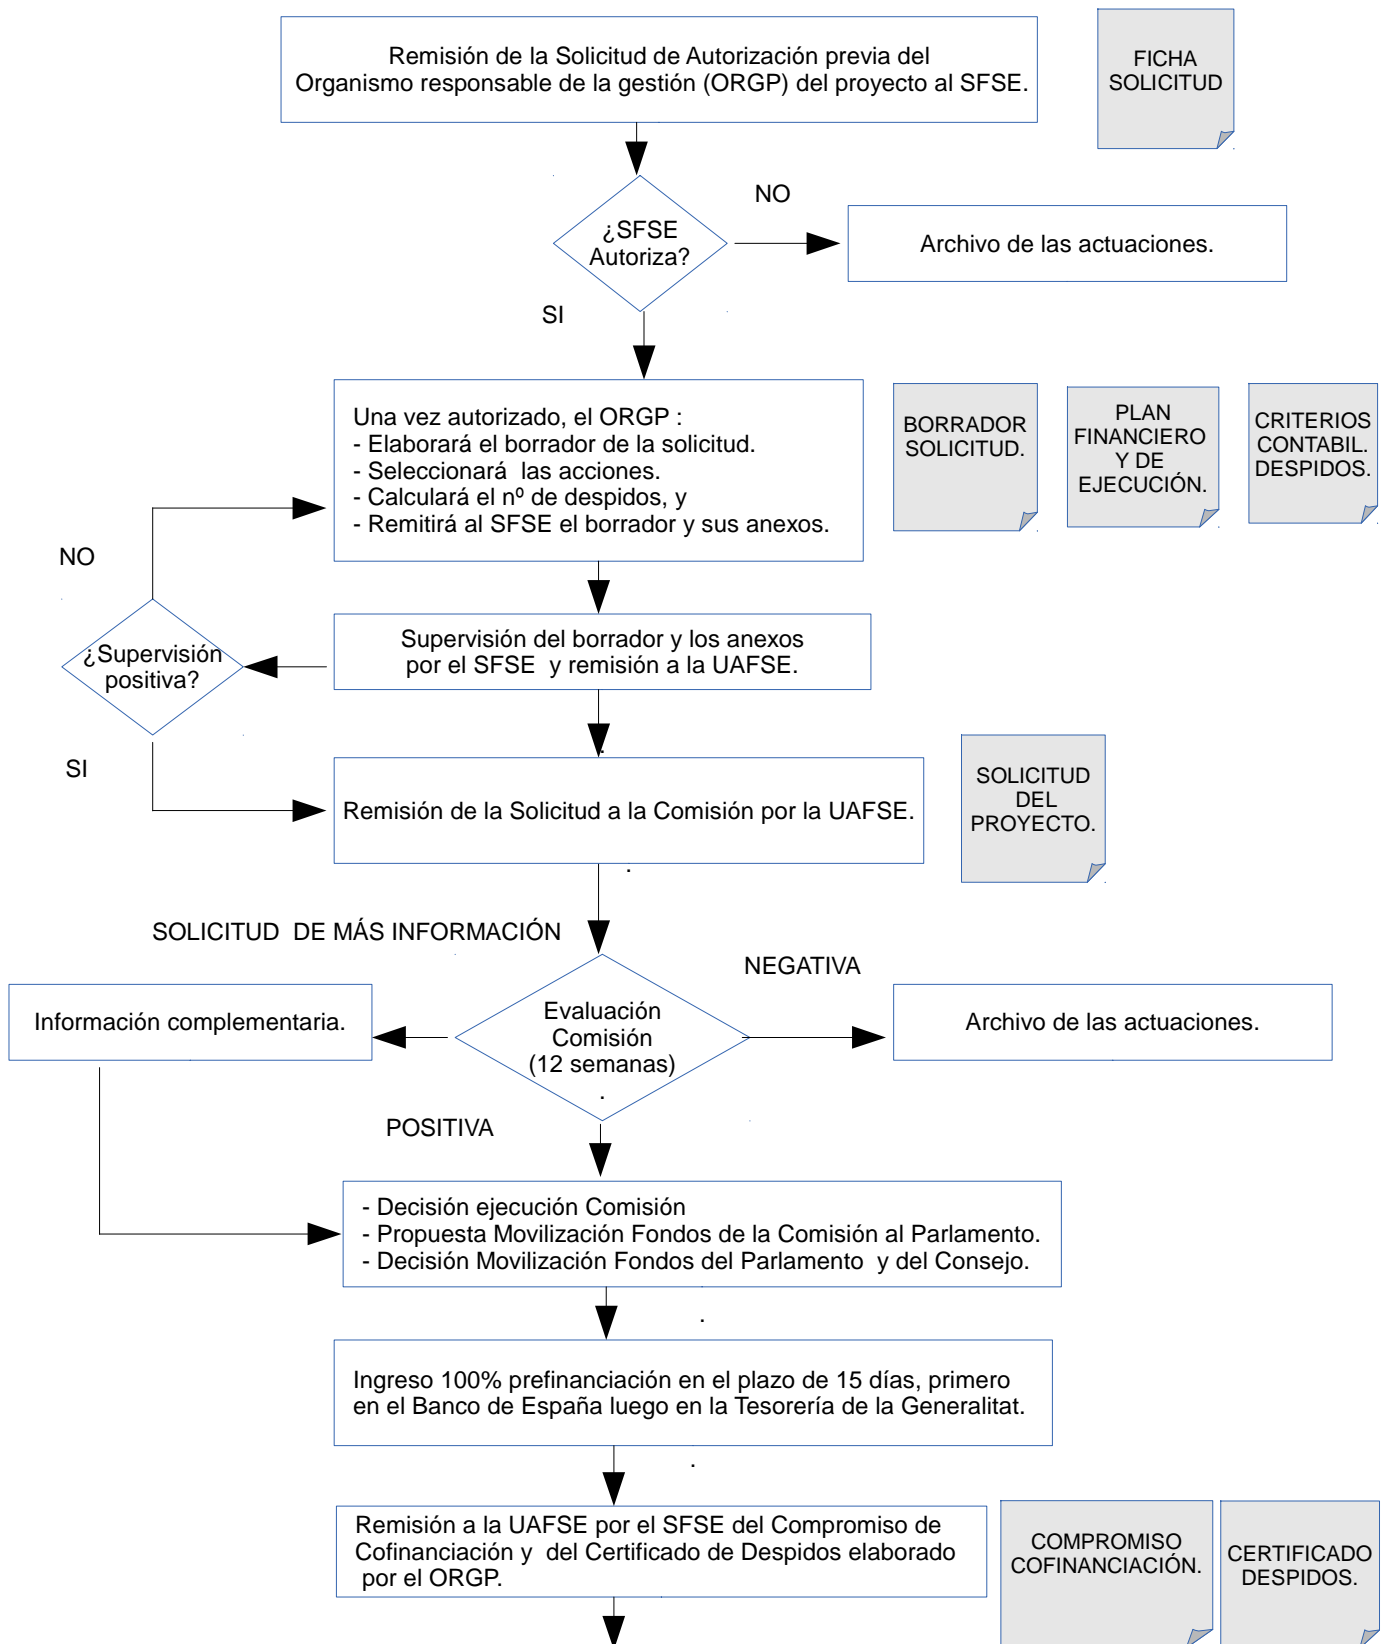 Remisión de la Solicitud de Autorización previa del
Organismo responsable de la gestión (ORGP) del proyecto al SFSE.
FICHA
SOLICITUD
¿SFSE
Autoriza?
NO
Archivo de las actuaciones.
SI
Una vez autorizado, el ORGP :
- Elaborará el borrador de la solicitud.
- Seleccionará  las acciones.
- Calculará el nº de despidos, y
- Remitirá al SFSE el borrador y sus anexos.
BORRADOR
SOLICITUD.
PLAN
FINANCIERO
Y DE
EJECUCIÓN.
CRITERIOS
CONTABIL.
DESPIDOS.
NO
¿Supervisión
positiva?
Supervisión del borrador y los anexos
por el SFSE  y remisión a la UAFSE.
SI
Remisión de la Solicitud a la Comisión por la UAFSE.
SOLICITUD
DEL
PROYECTO.
SOLICITUD  DE MÁS INFORMACIÓN
NEGATIVA
Información complementaria.
Evaluación
Comisión
(12 semanas)
.
Archivo de las actuaciones.
POSITIVA
- Decisión ejecución Comisión
- Propuesta Movilización Fondos de la Comisión al Parlamento.
- Decisión Movilización Fondos del Parlamento  y del Consejo.
Ingreso 100% prefinanciación en el plazo de 15 días, primero
en el Banco de España luego en la Tesorería de la Generalitat.
Remisión a la UAFSE por el SFSE del Compromiso de
Cofinanciación y  del Certificado de Despidos elaborado
por el ORGP.
COMPROMISO
COFINANCIACIÓN.
CERTIFICADO
DESPIDOS.